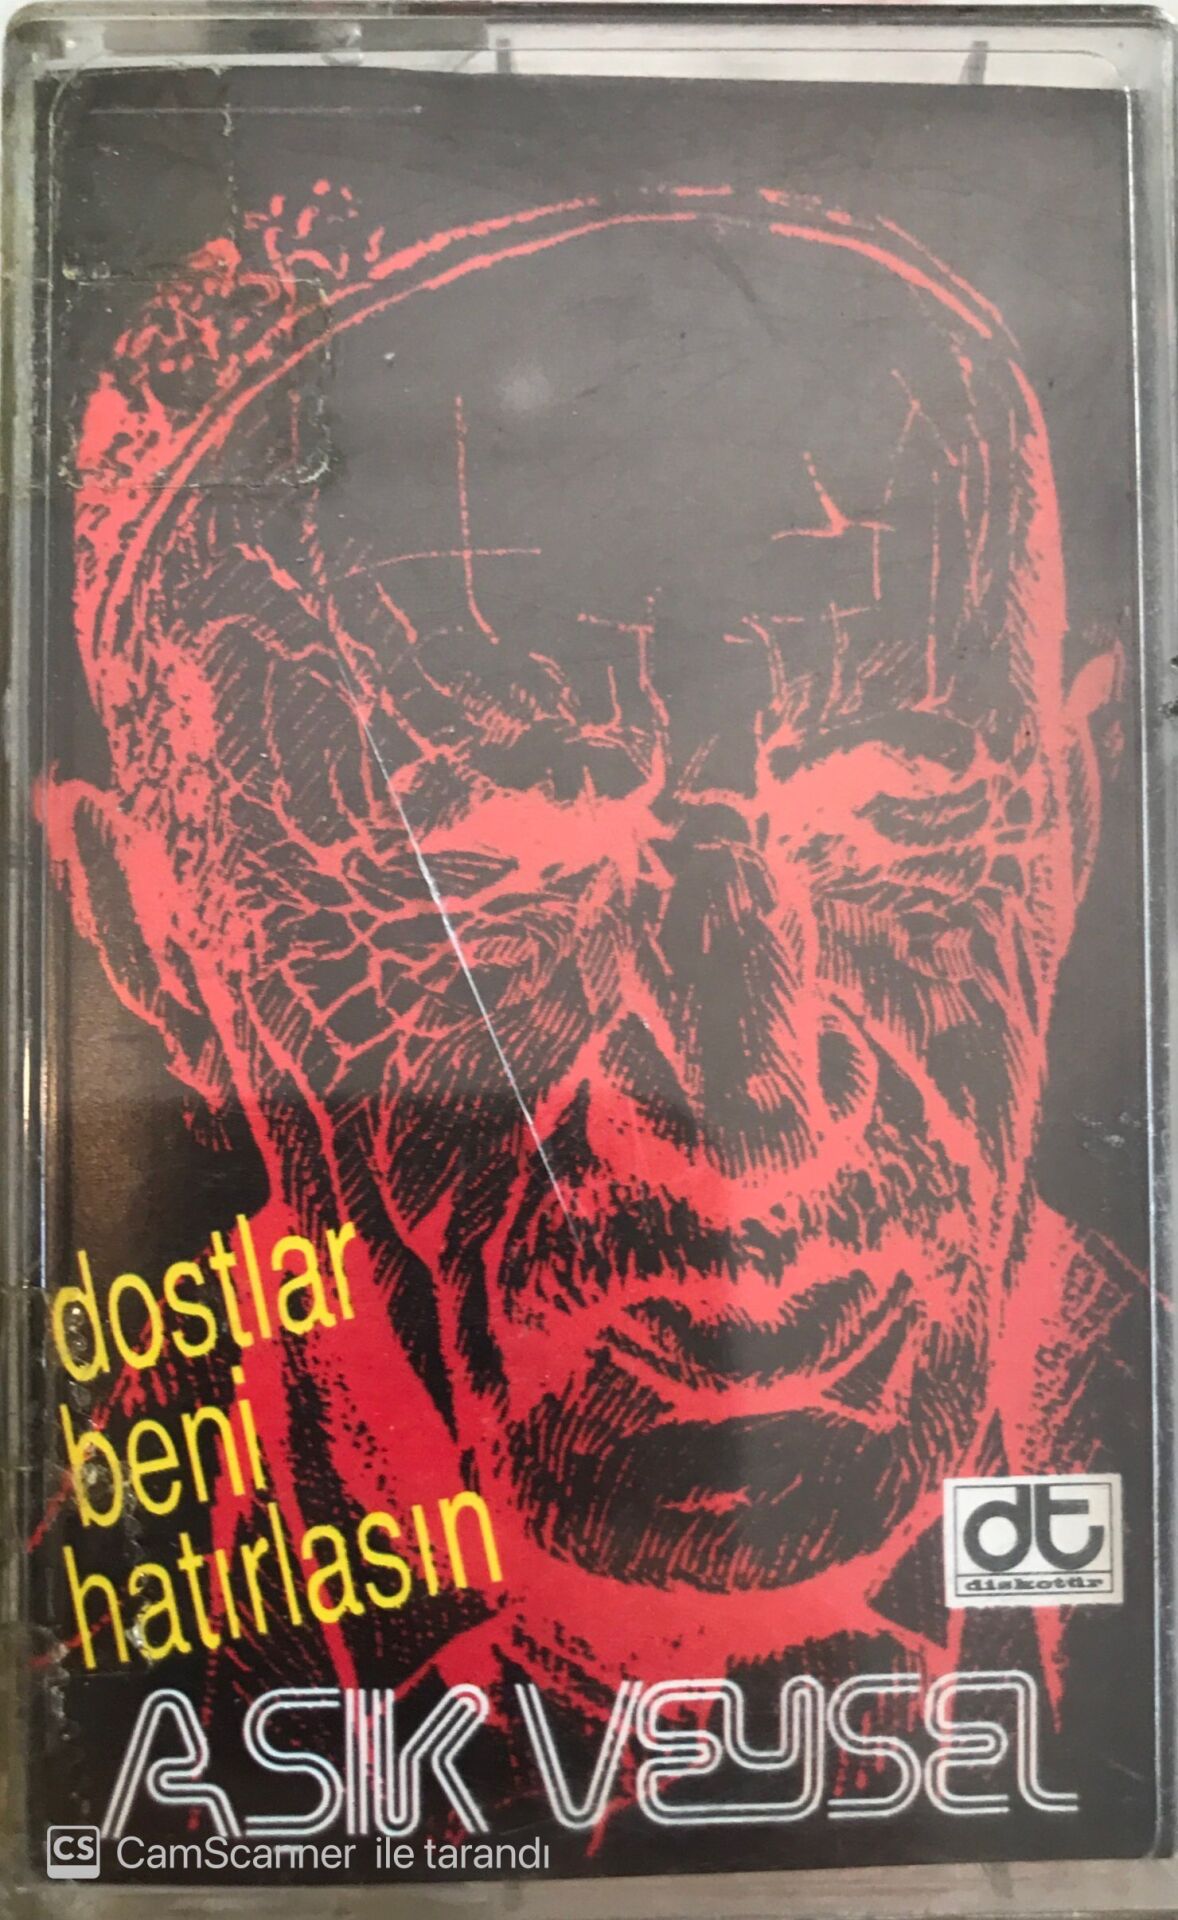 dostlar
beni
hatırlasın
dt
diskotür
AŞIK VEYSEL
CS CamScanner ile tarandı